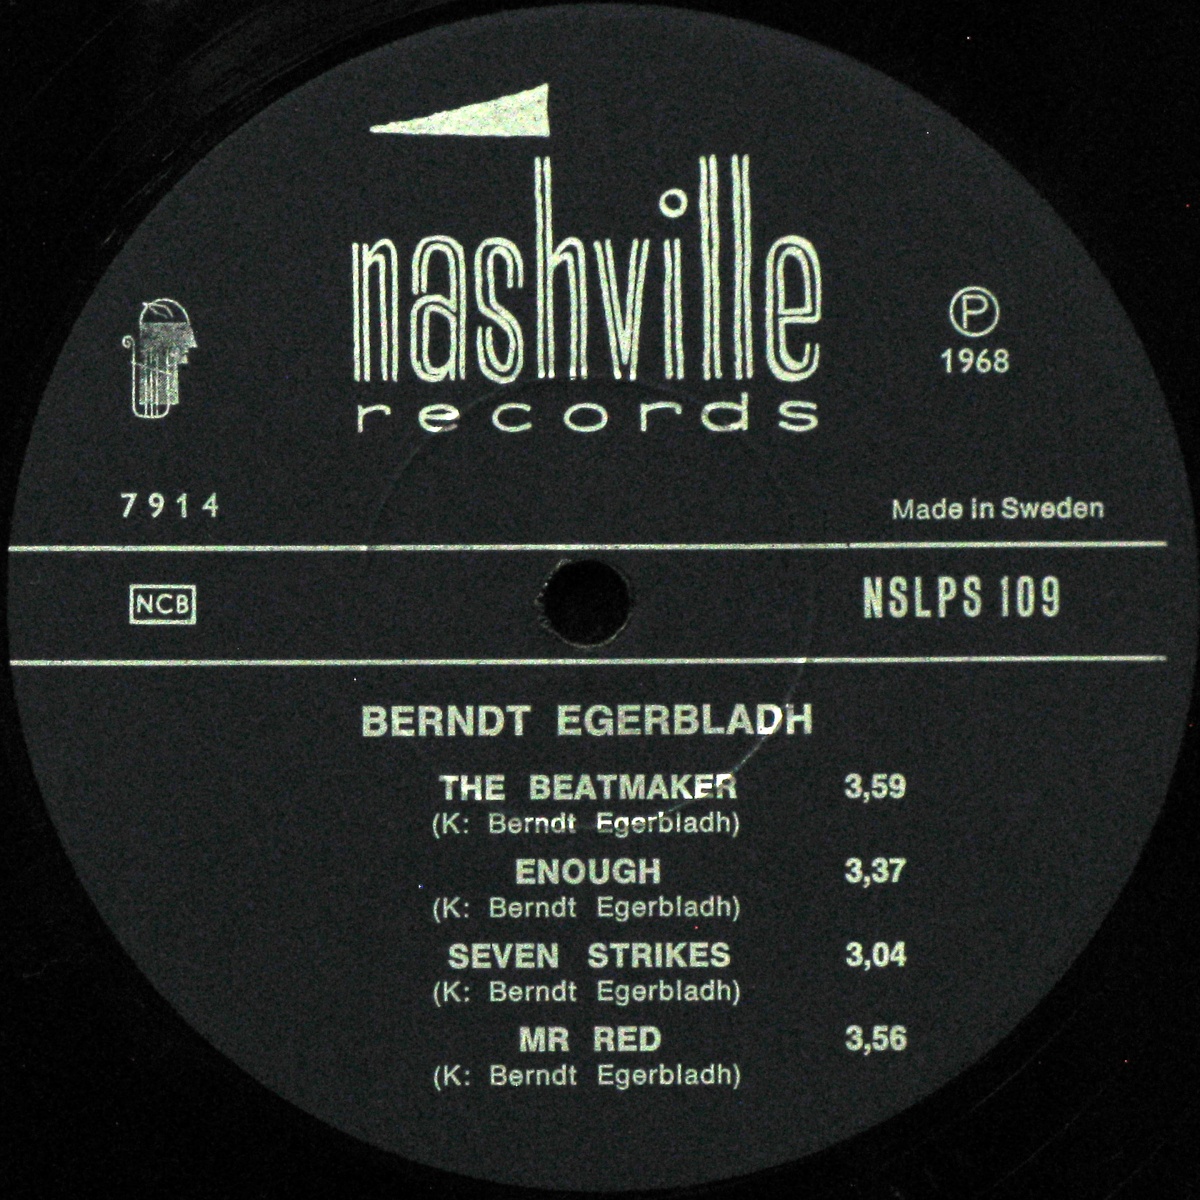 nashville
records
Ⓟ
1968
7914
Made in Sweden
NCB
NSLPS 109
BERNDT EGERBLADH
THE BEATMAKER 3,59
(K: Berndt Egerbladh)
ENOUGH 3,37
(K: Berndt Egerbladh)
SEVEN STRIKES 3,04
(K: Berndt Egerbladh)
MR RED 3,56
(K: Berndt Egerbladh)